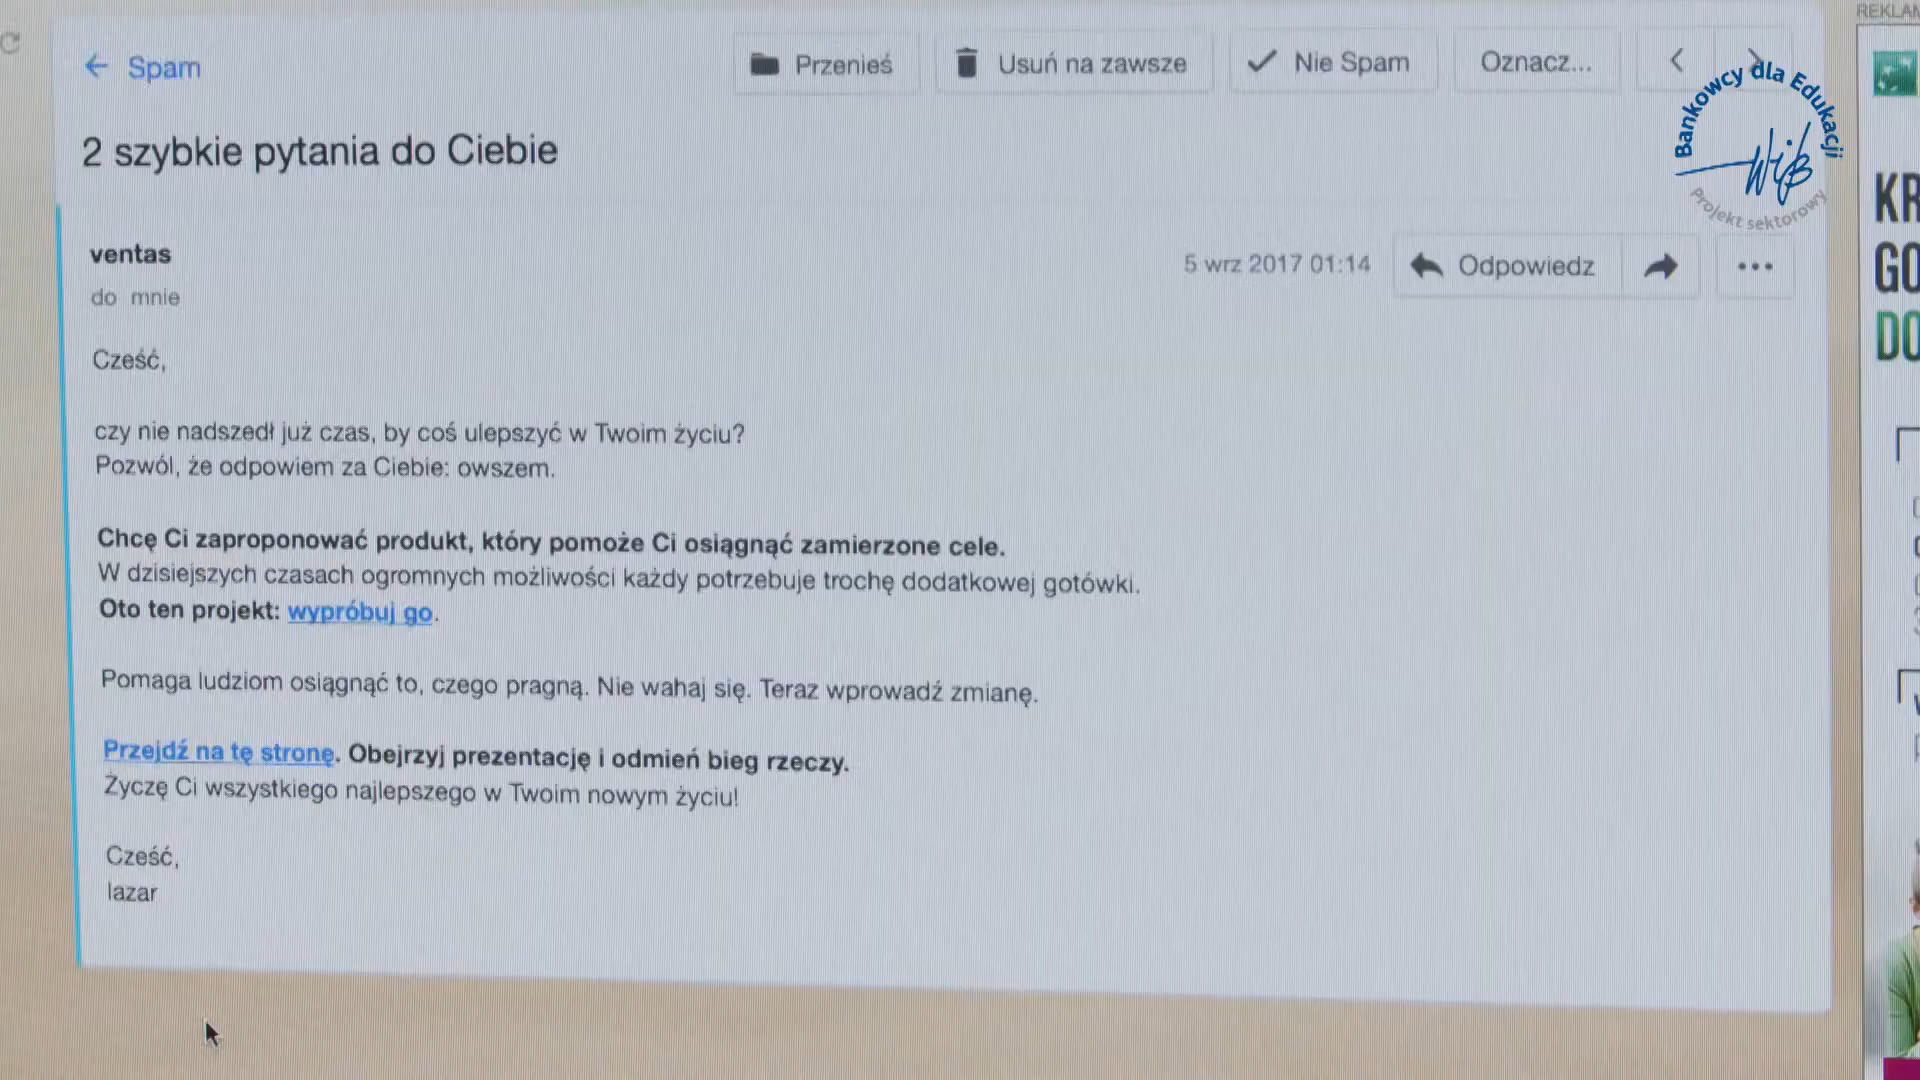 REKLAM
Spam
Przenieś
Usuń na zawsze
Nie Spam
Oznacz...
Bankowcy dla Edukacji
WiB
Projekt sektorowy
2 szybkie pytania do Ciebie
KR
GO
DO
ventas
do mnie
5 wrz 2017 01:14
Odpowiedz
Cześć,
czy nie nadszedł już czas, by coś ulepszyć w Twoim życiu?
Pozwól, że odpowiem za Ciebie: owszem.
Chcę Ci zaproponować produkt, który pomoże Ci osiągnąć zamierzone cele.
W dzisiejszych czasach ogromnych możliwości każdy potrzebuje trochę dodatkowej gotówki.
Oto ten projekt: wypróbuj go.
Pomaga ludziom osiągnąć to, czego pragną. Nie wahaj się. Teraz wprowadź zmianę.
Przejdź na tę stronę. Obejrzyj prezentację i odmień bieg rzeczy.
Życzę Ci wszystkiego najlepszego w Twoim nowym życiu!
Cześć,
lazar